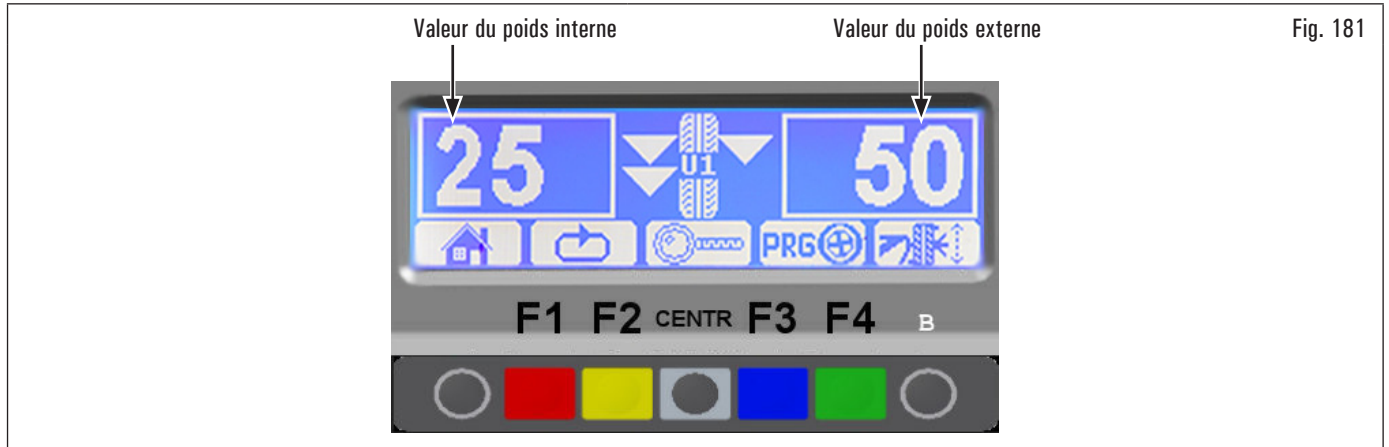 Valeur du poids interne Valeur du poids externe Fig. 181
25 U1 50
PRG
F1 F2 CENTR F3 F4 B